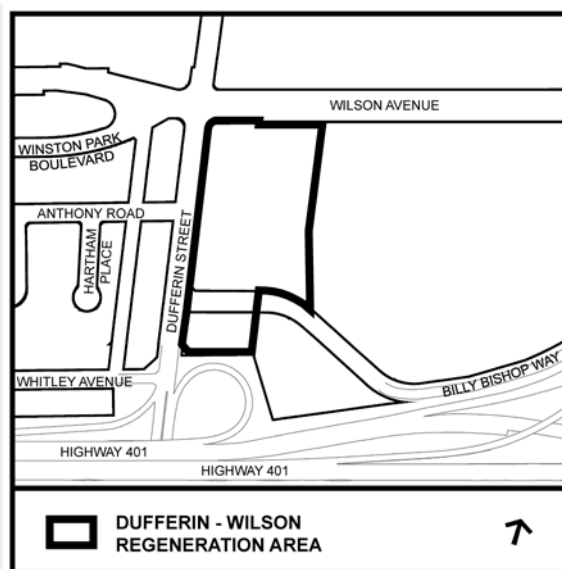 WILSON AVENUE
WINSTON PARK
BOULEVARD
ANTHONY ROAD
HARTHAM
PLACE
DUFFERIN STREET
WHITLEY AVENUE
BILLY BISHOP WAY
HIGHWAY 401
HIGHWAY 401
DUFFERIN - WILSON
REGENERATION AREA